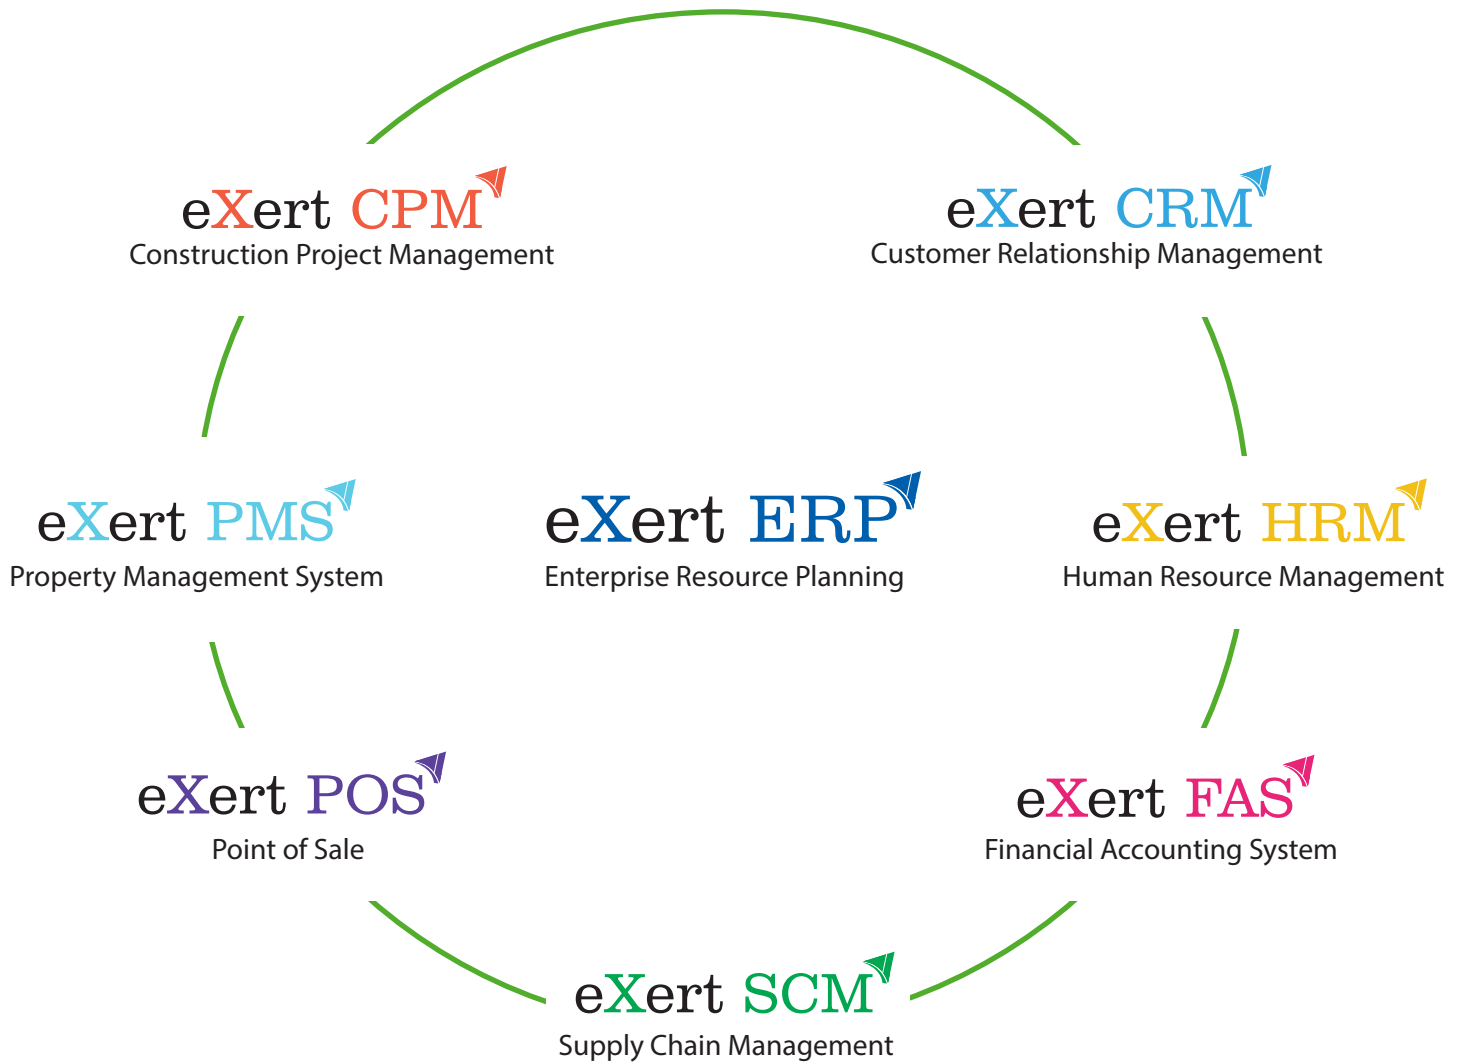 eXert CPM
Construction Project Management
eXert CRM
Customer Relationship Management
eXert PMS
Property Management System
eXert ERP
Enterprise Resource Planning
eXert HRM
Human Resource Management
eXert POS
Point of Sale
eXert FAS
Financial Accounting System
eXert SCM
Supply Chain Management